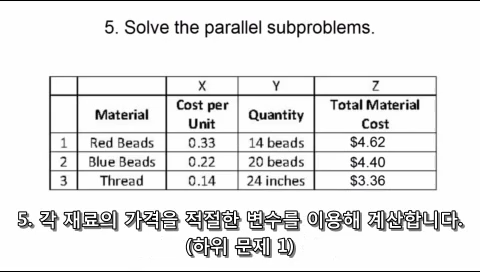 5. Solve the parallel subproblems.
X Y Z
Material Cost per Unit Quantity Total Material Cost
1 Red Beads 0.33 14 beads $4.62
2 Blue Beads 0.22 20 beads $4.40
3 Thread 0.14 24 inches $3.36
5. 각 재료의 가격을 적절한 변수를 이용해 계산합니다.
(하위 문제 1)